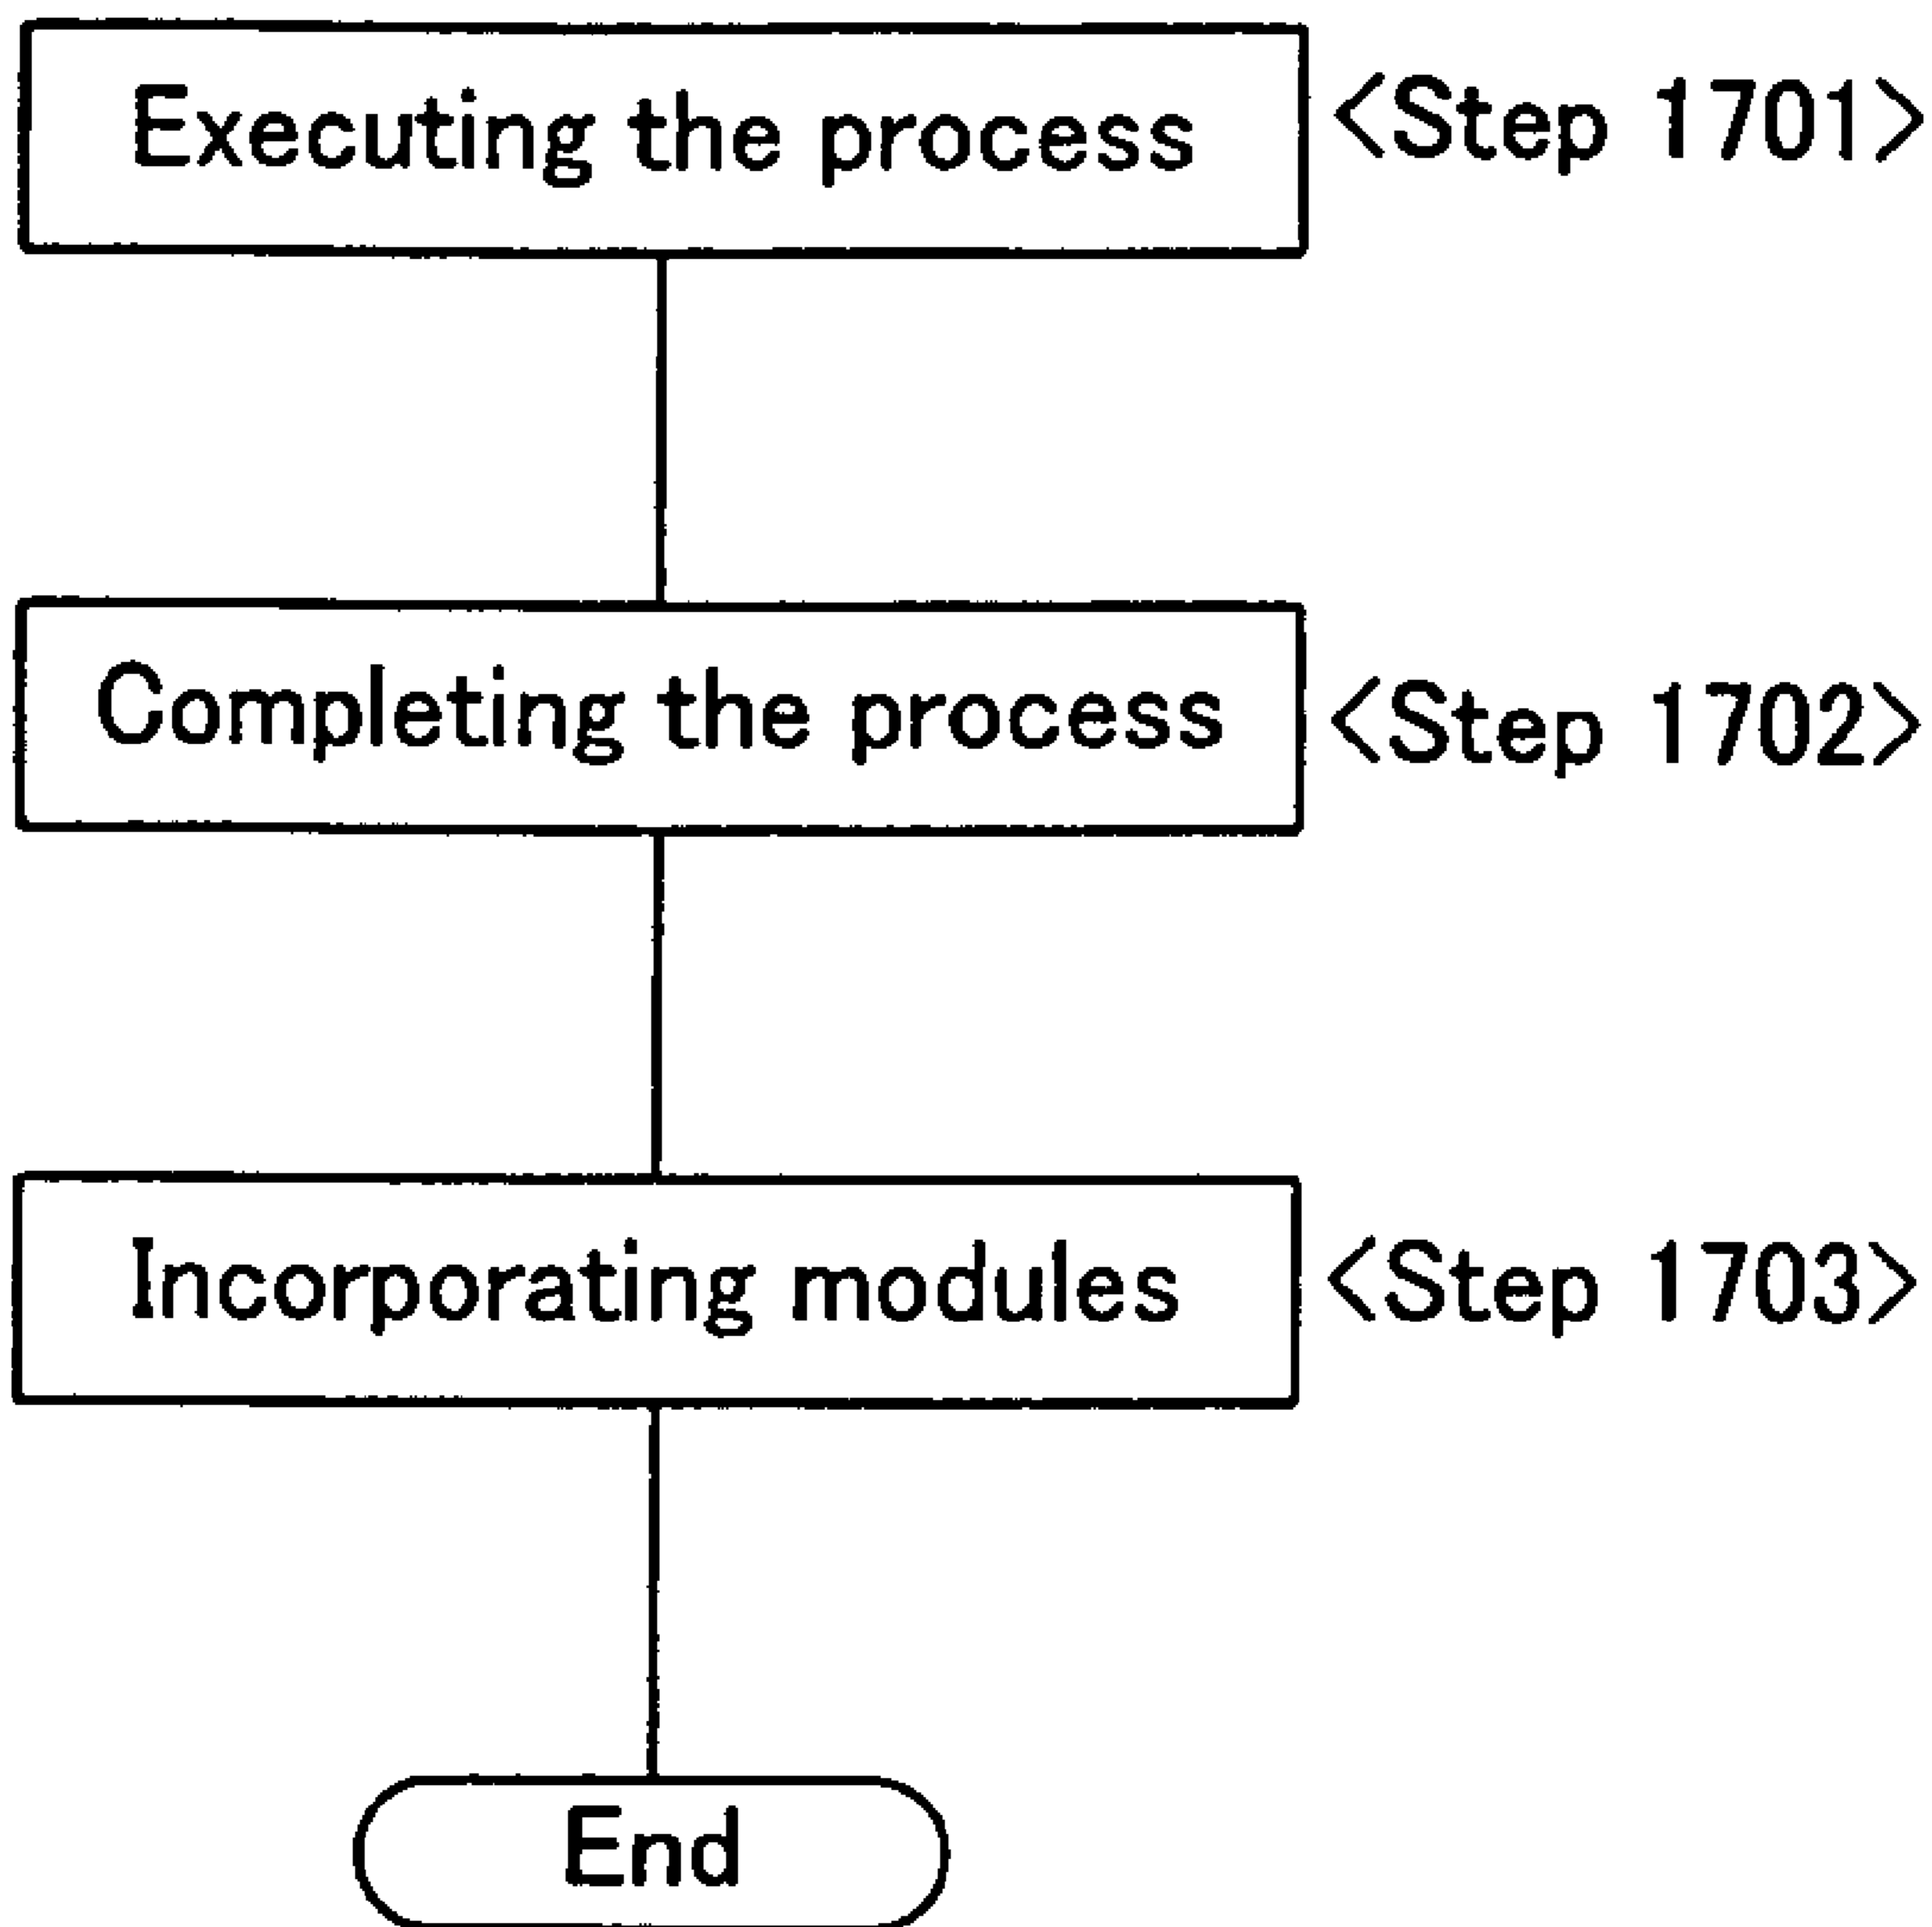 Executing the process <Step 1701>
Completing the process <Step 1702>
Incorporating modules <Step 1703>
End